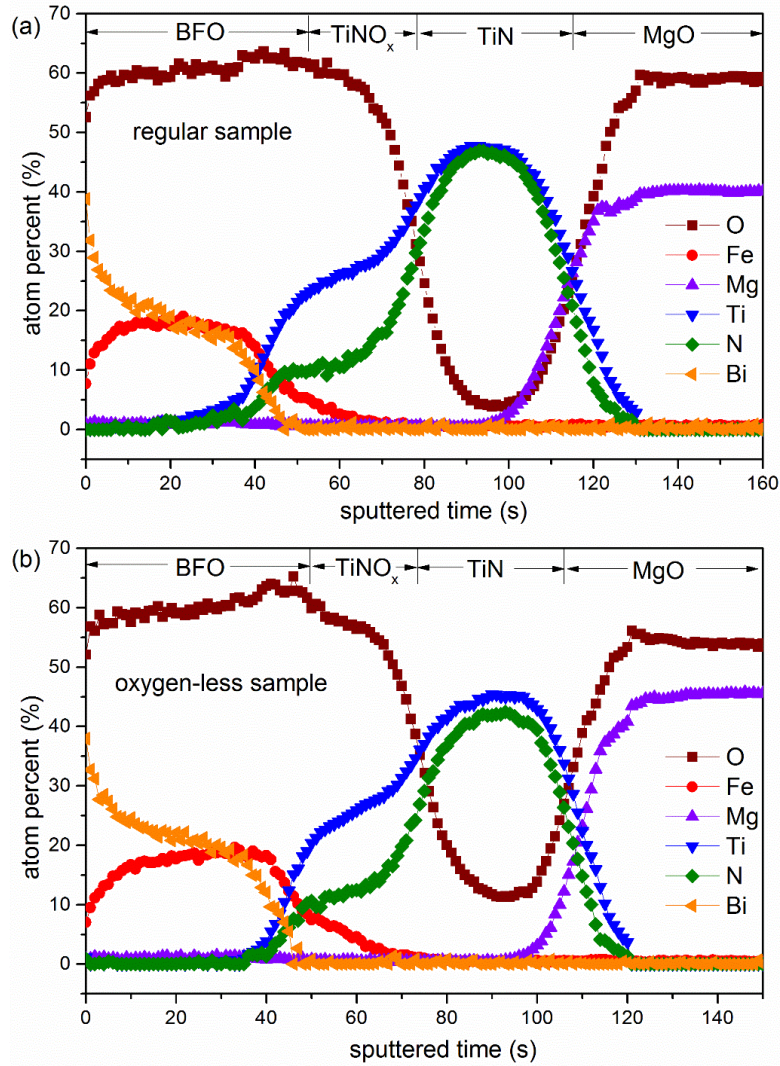 (a)
BFO TiNOx TiN MgO
regular sample
70
60
50
40
30
20
10
0
atom percent (%)
O
Fe
Mg
Ti
N
Bi
0 20 40 60 80 100 120 140 160
sputtered time (s)
(b)
BFO TiNOx TiN MgO
oxygen-less sample
70
60
50
40
30
20
10
0
atom percent (%)
O
Fe
Mg
Ti
N
Bi
0 20 40 60 80 100 120 140
sputtered time (s)